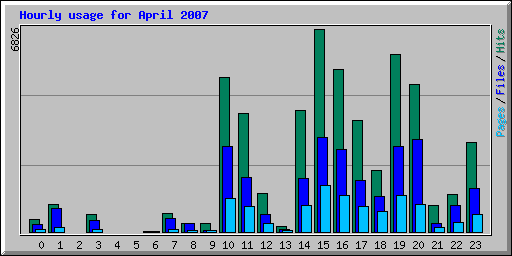 Hourly usage for April 2007
6826
Pages / Files / Hits
0 1 2 3 4 5 6 7 8 9 10 11 12 13 14 15 16 17 18 19 20 21 22 23